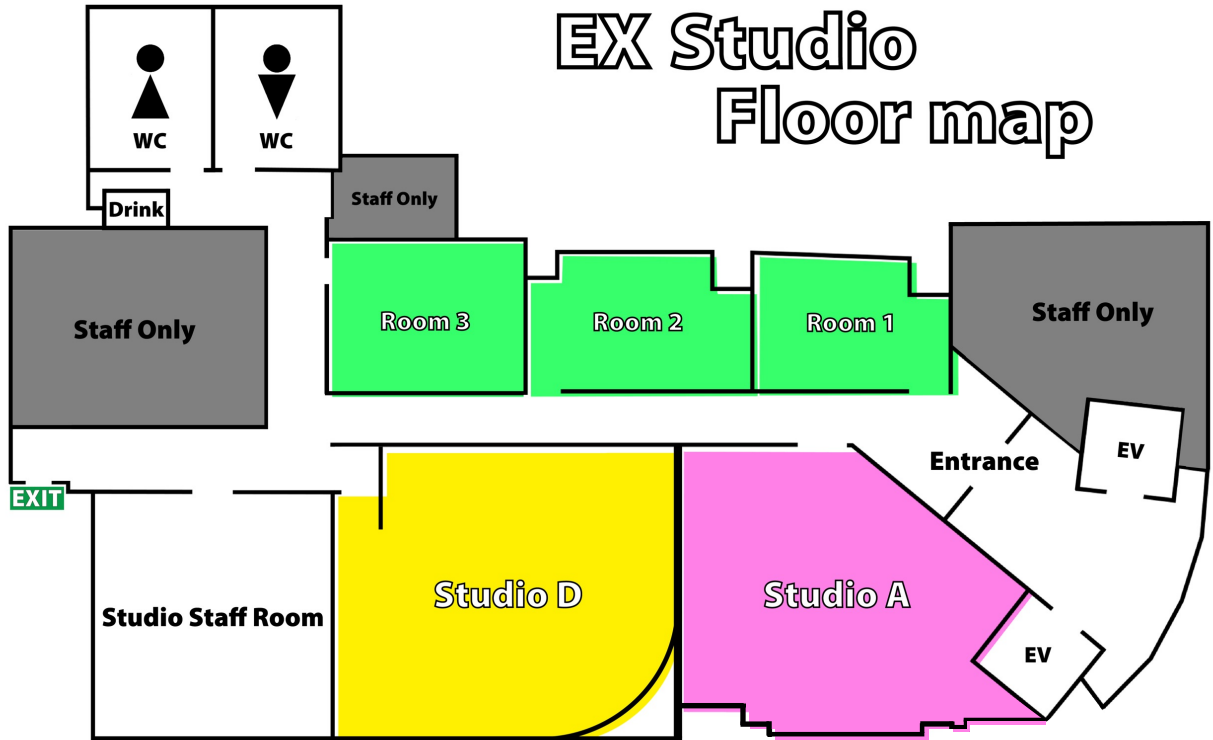 EX Studio
Floor map
WC
WC
Staff Only
Drink
Staff Only
Room 3
Room 2
Room 1
Staff Only
EV
Entrance
EXIT
Studio D
Studio A
Studio Staff Room
EV